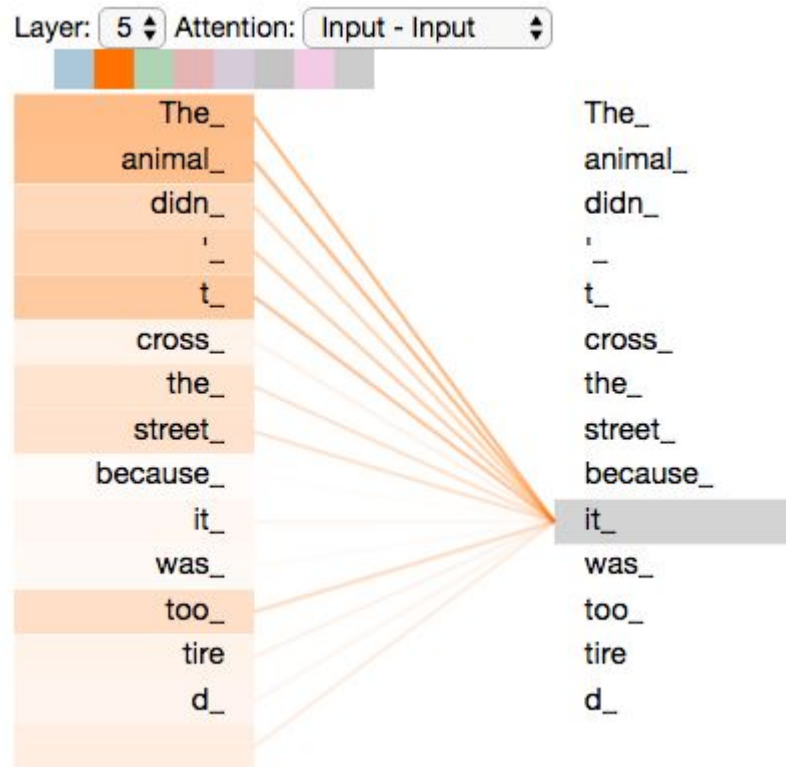 Layer: 5 Attention: Input - Input
The_ The_
animal_ animal_
didn_ didn_
'_ '_
t_ t_
cross_ cross_
the_ the_
street_ street_
because_ because_
it_ it_
was_ was_
too_ too_
tire tire
d_ d_